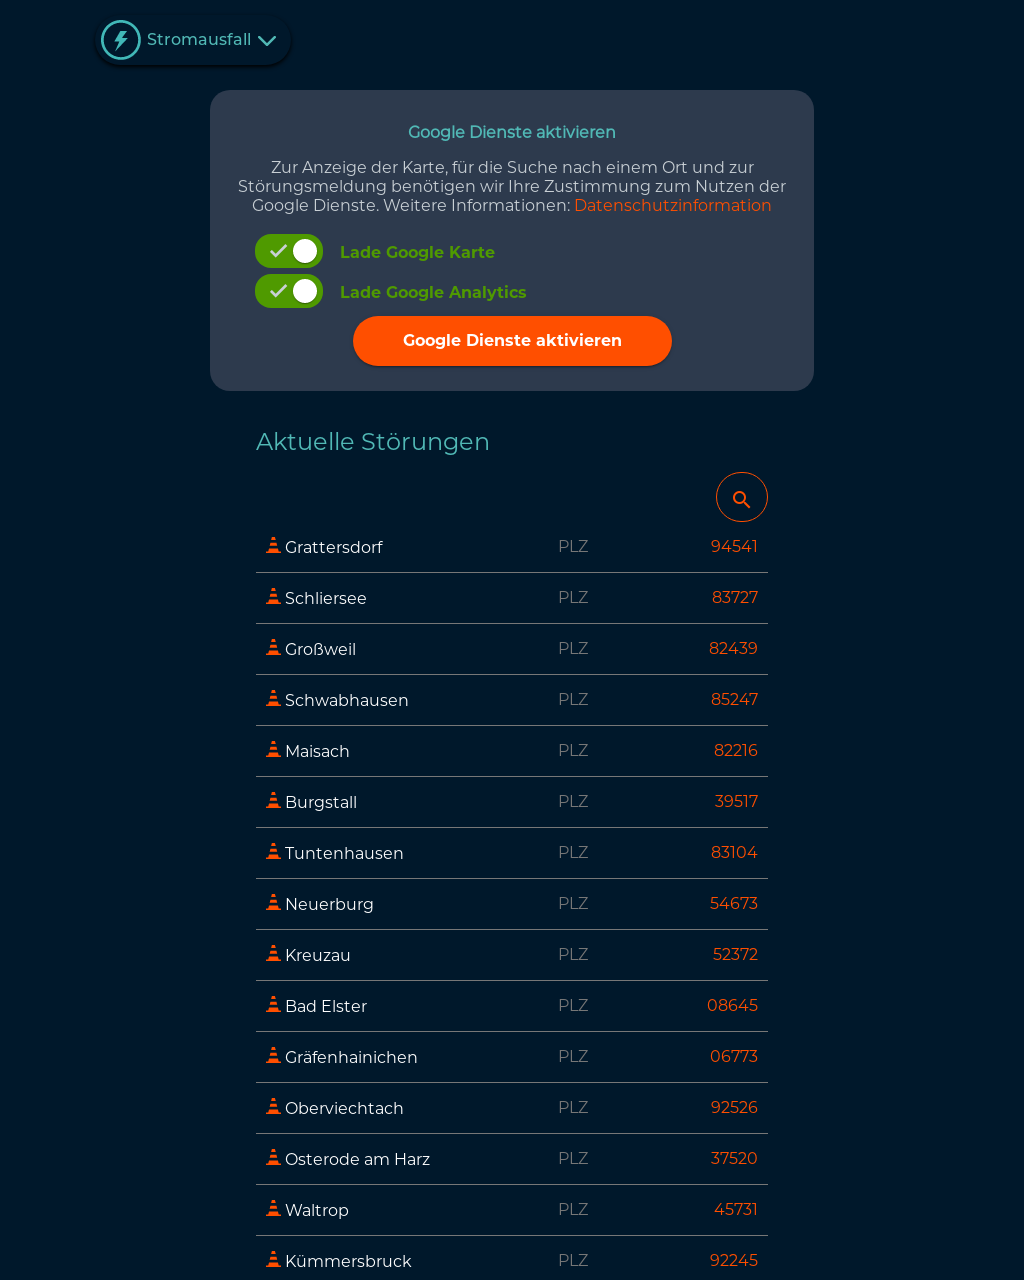 Stromausfall
Google Dienste aktivieren
Zur Anzeige der Karte, für die Suche nach einem Ort und zur
Störungsmeldung benötigen wir Ihre Zustimmung zum Nutzen der
Google Dienste. Weitere Informationen: Datenschutzinformation
Lade Google Karte
Lade Google Analytics
Google Dienste aktivieren
Aktuelle Störungen
Grattersdorf PLZ 94541
Schliersee PLZ 83727
Großweil PLZ 82439
Schwabhausen PLZ 85247
Maisach PLZ 82216
Burgstall PLZ 39517
Tuntenhausen PLZ 83104
Neuerburg PLZ 54673
Kreuzau PLZ 52372
Bad Elster PLZ 08645
Gräfenhainichen PLZ 06773
Oberviechtach PLZ 92526
Osterode am Harz PLZ 37520
Waltrop PLZ 45731
Kümmersbruck PLZ 92245